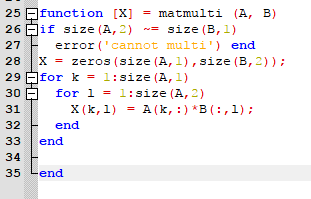 25 function [X] = matmulti (A, B)
26 if size(A,2) ~= size(B,1)
27 error('cannot multi') end
28 X = zeros(size(A,1),size(B,2));
29 for k = 1:size(A,1)
30 for l = 1:size(A,2)
31 X(k,l) = A(k,:)*B(:,l);
32 end
33 end
34
35 end